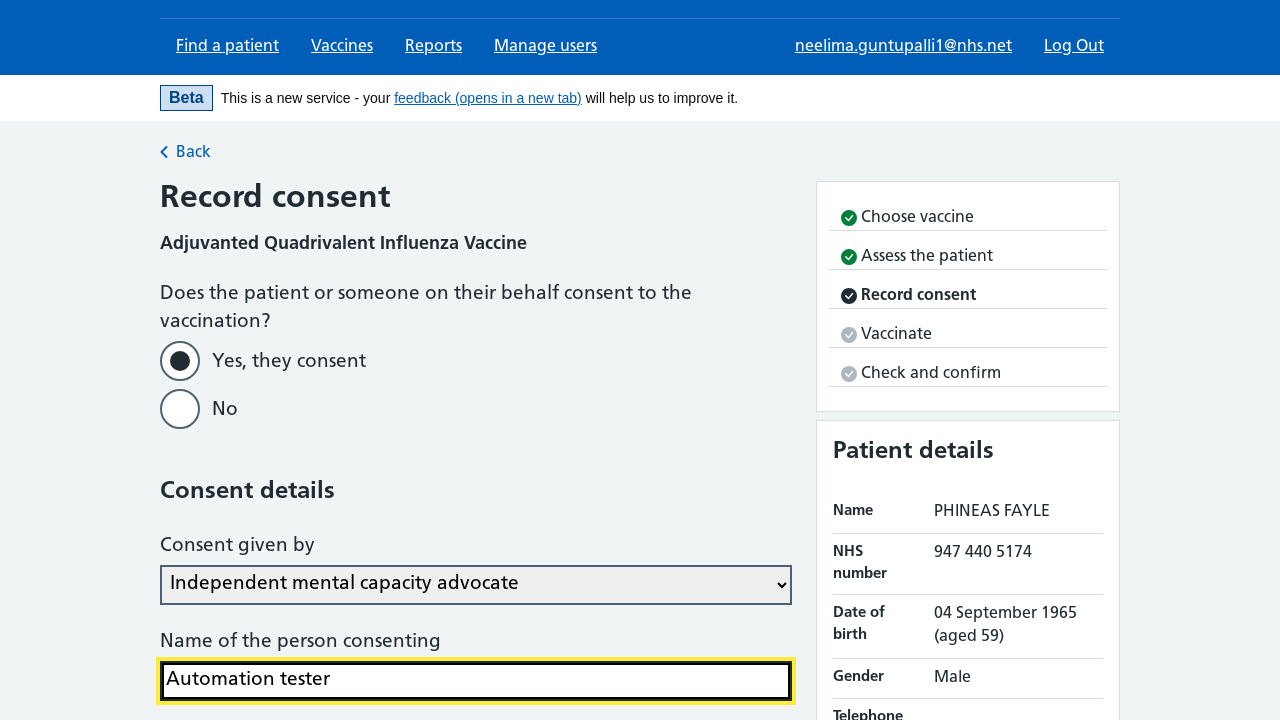 Find a patient
Vaccines
Reports
Manage users
neelima.guntupalli1@nhs.net
Log Out
Beta
This is a new service - your feedback (opens in a new tab) will help us to improve it.
Back
Record consent
Adjuvanted Quadrivalent Influenza Vaccine
Does the patient or someone on their behalf consent to the
vaccination?
Yes, they consent
No
Consent details
Consent given by
Independent mental capacity advocate
Name of the person consenting
Automation tester
Choose vaccine
Assess the patient
Record consent
Vaccinate
Check and confirm
Patient details
Name
PHINEAS FAYLE
NHS
number
947 440 5174
Date of
birth
04 September 1965
(aged 59)
Gender
Male
Telephone